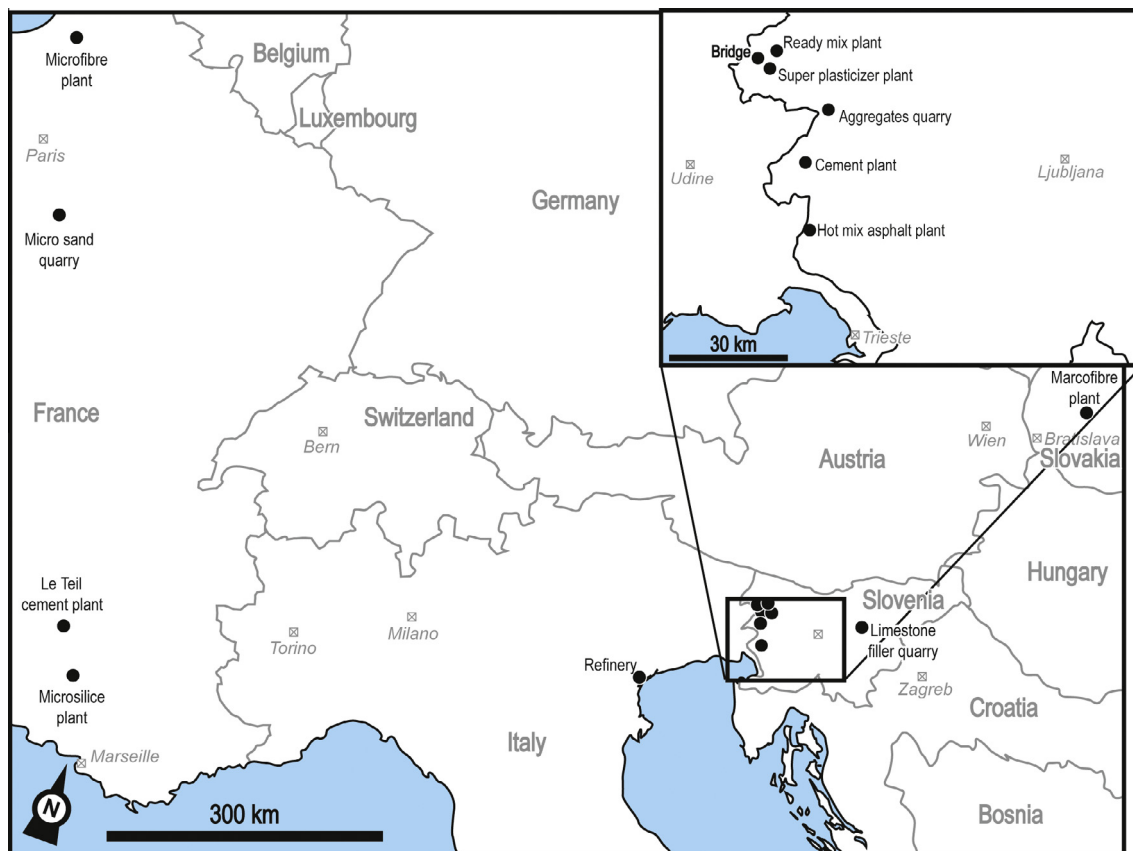 Microfibre
plant
Belgium
Luxembourg
Paris
Germany
Micro sand
quarry
France
Switzerland
Bern
Le Teil
cement plant
Torino
Milano
Microsilice
plant
Marseille
N
300 km
Italy
Refinery
Bridge
Ready mix plant
Super plasticizer plant
Aggregates quarry
Udine
Cement plant
Ljubljana
Hot mix asphalt plant
Trieste
30 km
Marcofibre
plant
Wien
Bratislava
Slovakia
Austria
Hungary
Slovenia
Limestone
filler quarry
Zagreb
Croatia
Bosnia